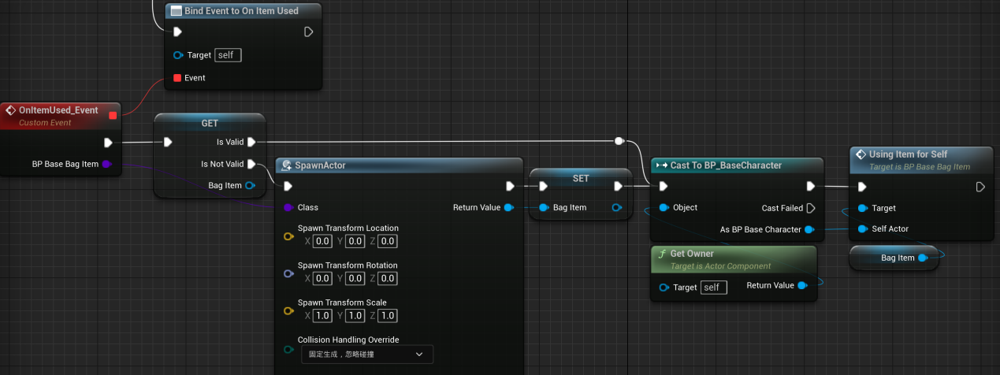 Bind Event to On Item Used
Target self
Event
OnItemUsed_Event
Custom Event
BP Base Bag Item
GET
Is Valid
Is Not Valid
Bag Item
SpawnActor
Class
Return Value
Spawn Transform Location
X 0.0 Y 0.0 Z 0.0
Spawn Transform Rotation
X 0.0 Y 0.0 Z 0.0
Spawn Transform Scale
X 1.0 Y 1.0 Z 1.0
Collision Handling Override
固定生成，忽略碰撞
SET
Bag Item
Cast To BP_BaseCharacter
Object
Cast Failed
As BP Base Character
Get Owner
Target is Actor Component
Target self
Return Value
Using Item for Self
Target is BP Base Bag Item
Target
Self Actor
Bag Item